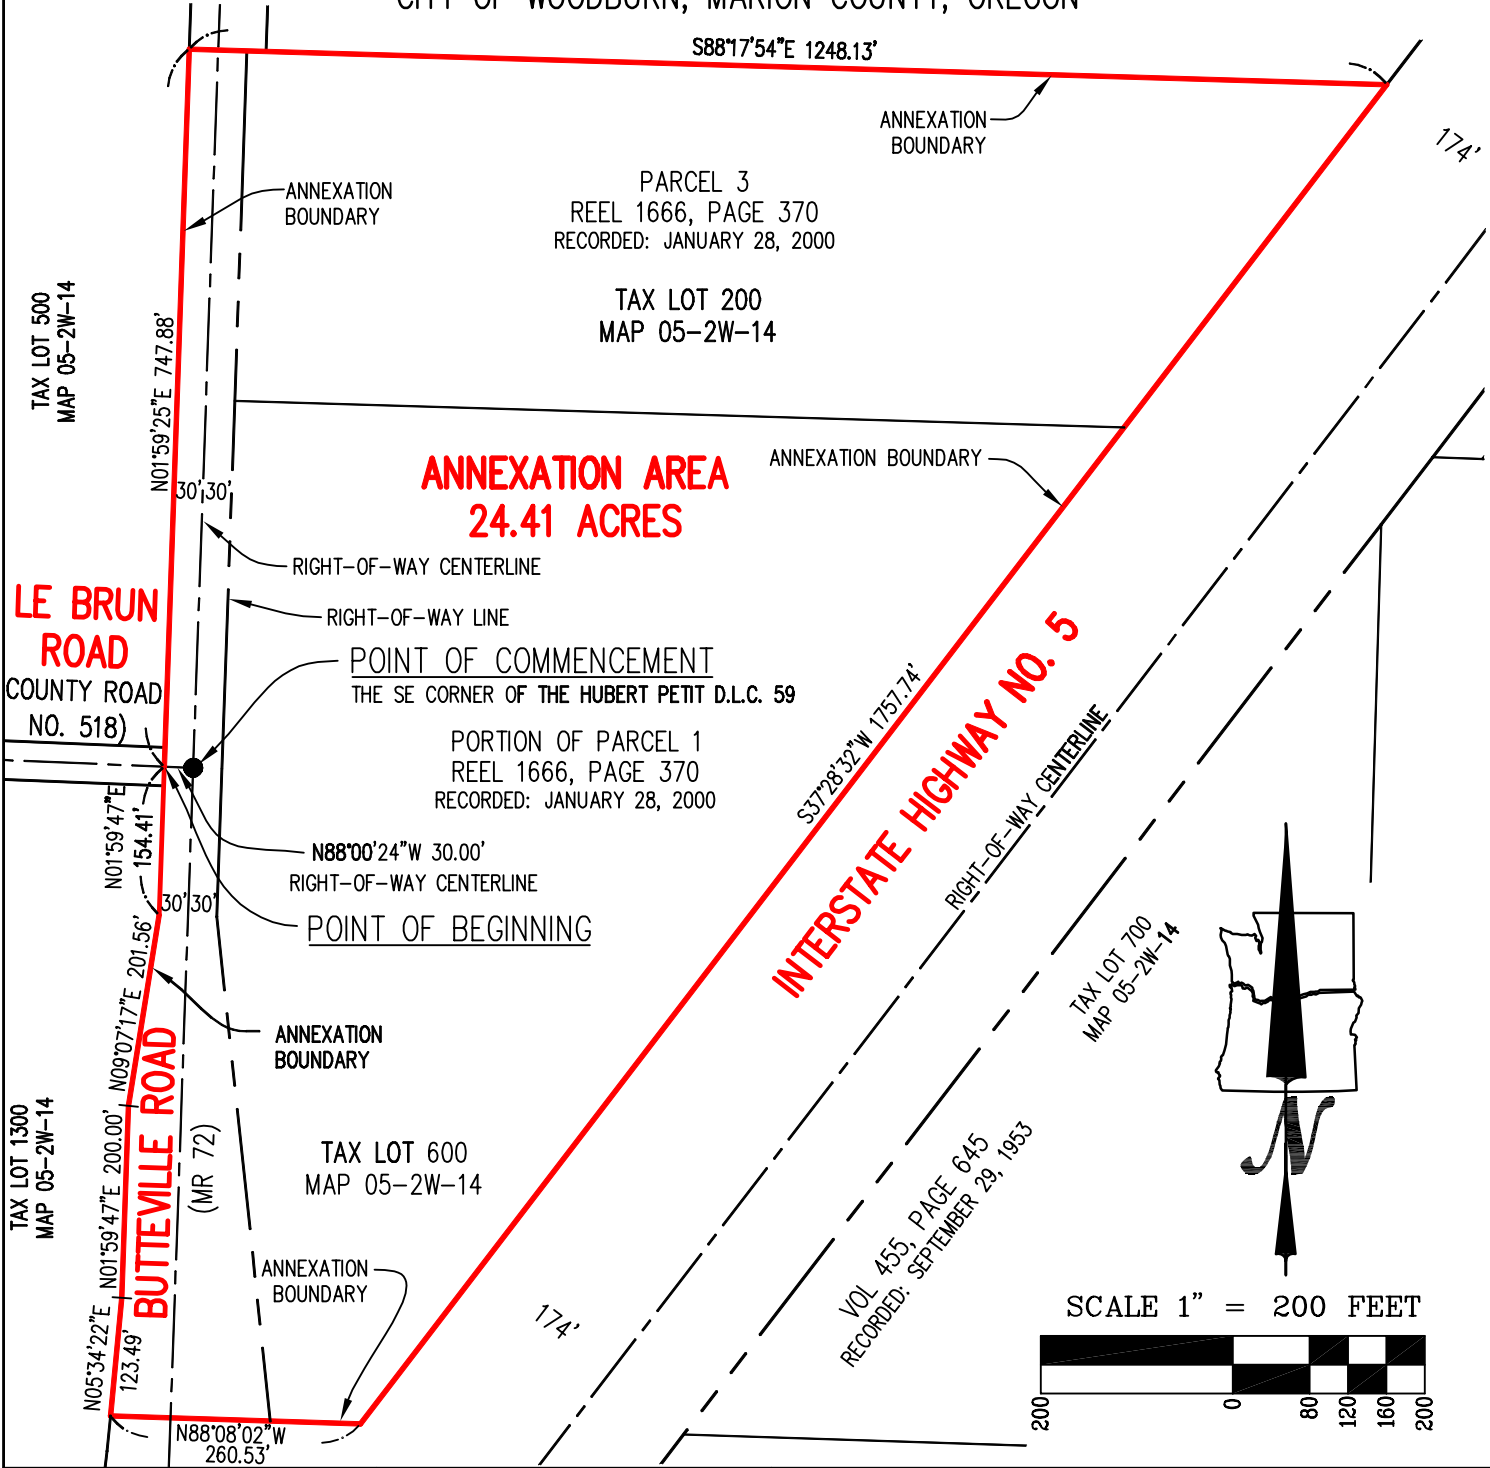 CITY OF WOODBURN, MARION COUNTY, OREGON
S88°17'54"E 1248.13'
ANNEXATION
BOUNDARY
174'
ANNEXATION
BOUNDARY
PARCEL 3
REEL 1666, PAGE 370
RECORDED: JANUARY 28, 2000
TAX LOT 200
MAP 05-2W-14
TAX LOT 500
MAP 05-2W-14
N01°59'25"E 747.88'
30' 30'
ANNEXATION AREA
24.41 ACRES
ANNEXATION BOUNDARY
RIGHT-OF-WAY CENTERLINE
RIGHT-OF-WAY LINE
LE BRUN
ROAD
COUNTY ROAD
NO. 518)
POINT OF COMMENCEMENT
THE SE CORNER OF THE HUBERT PETIT D.L.C. 59
PORTION OF PARCEL 1
REEL 1666, PAGE 370
RECORDED: JANUARY 28, 2000
S37°28'32"W 1757.74'
INTERSTATE HIGHWAY NO. 5
RIGHT-OF-WAY CENTERLINE
N01°59'47"E
154.41'
N88°00'24"W 30.00'
RIGHT-OF-WAY CENTERLINE
30' 30'
POINT OF BEGINNING
N09°07'17"E 201.56'
ANNEXATION
BOUNDARY
TAX LOT 700
MAP 05-2W-14
BUTTEVILLE ROAD
(MR 72)
TAX LOT 1300
MAP 05-2W-14
N01°59'47"E 200.00'
TAX LOT 600
MAP 05-2W-14
N
VOL 455, PAGE 645
RECORDED: SEPTEMBER 29, 1953
ANNEXATION
BOUNDARY
N05°34'22"E
123.49'
174'
N88°08'02"W
260.53'
SCALE 1" = 200 FEET
200 0 80 120 160 200